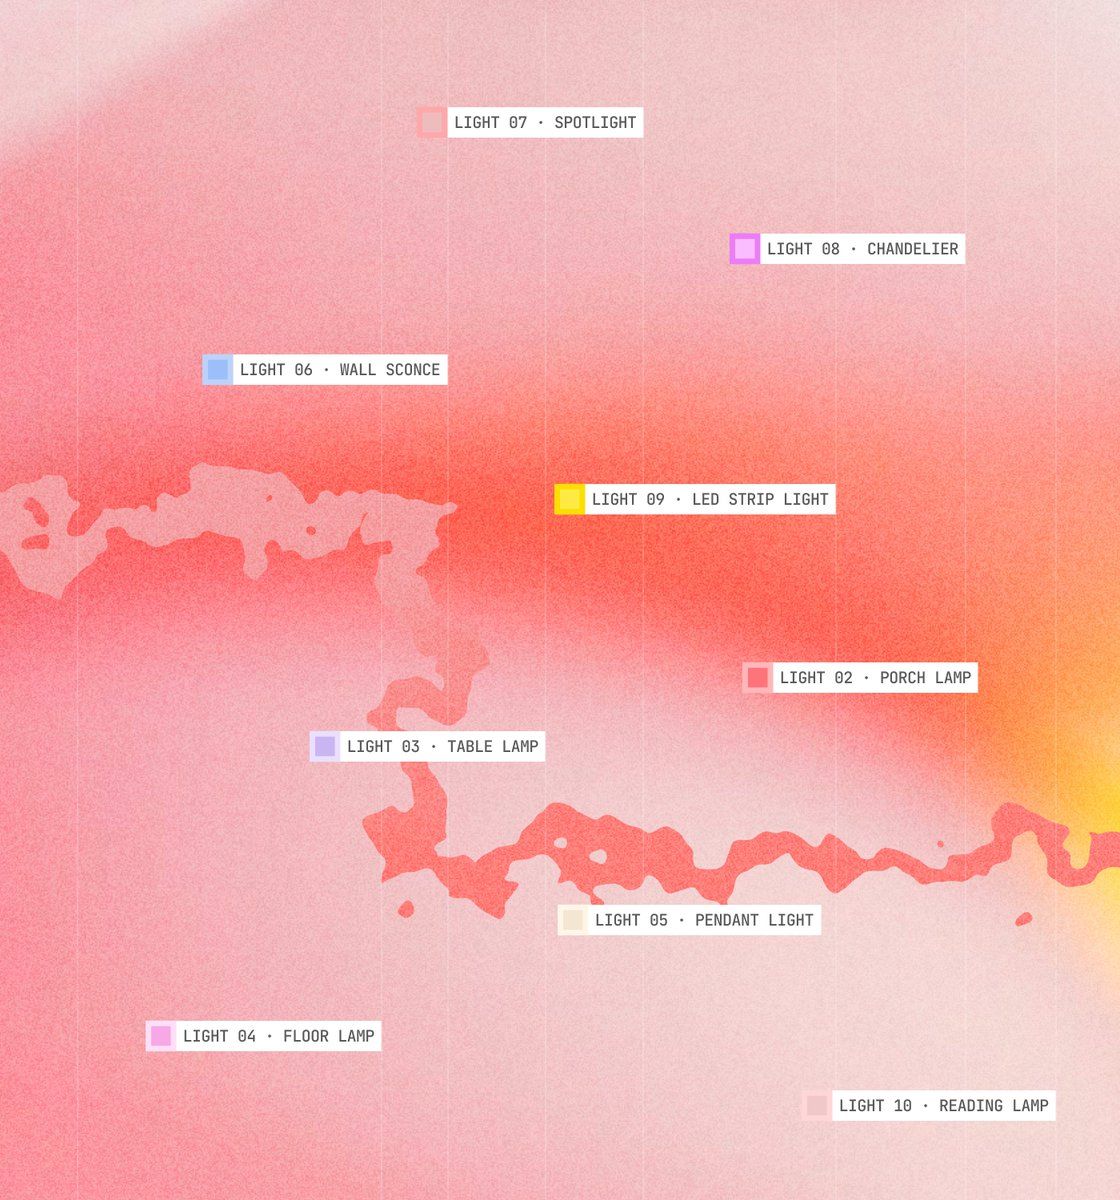 LIGHT 07 · SPOTLIGHT
LIGHT 08 · CHANDELIER
LIGHT 06 · WALL SCONCE
LIGHT 09 · LED STRIP LIGHT
LIGHT 02 · PORCH LAMP
LIGHT 03 · TABLE LAMP
LIGHT 05 · PENDANT LIGHT
LIGHT 04 · FLOOR LAMP
LIGHT 10 · READING LAMP